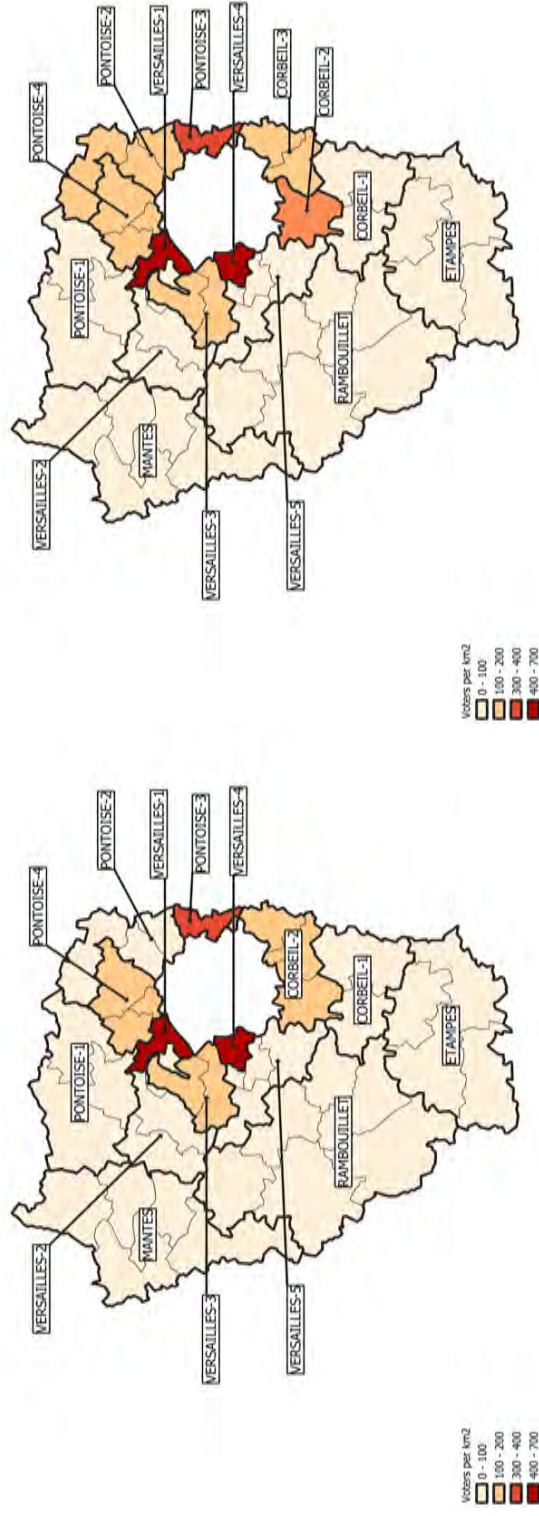 PONTOISE-4
PONTOISE-2
VERSAILLES-1
PONTOISE-3
VERSAILLES-4
CORBEIL-3
CORBEIL-2
PONTOISE-1
CORBEIL-1
ETAMPES
RAMBOUILLET
MANTES
VERSAILLES-2
VERSAILLES-3
VERSAILLES-5
Voters per km2
0 - 100
100 - 200
300 - 400
400 - 700
PONTOISE-4
PONTOISE-2
VERSAILLES-1
PONTOISE-3
VERSAILLES-4
PONTOISE-1
CORBEIL-2
CORBEIL-1
ETAMPES
RAMBOUILLET
MANTES
VERSAILLES-2
VERSAILLES-3
VERSAILLES-5
Voters per km2
0 - 100
100 - 200
300 - 400
400 - 700